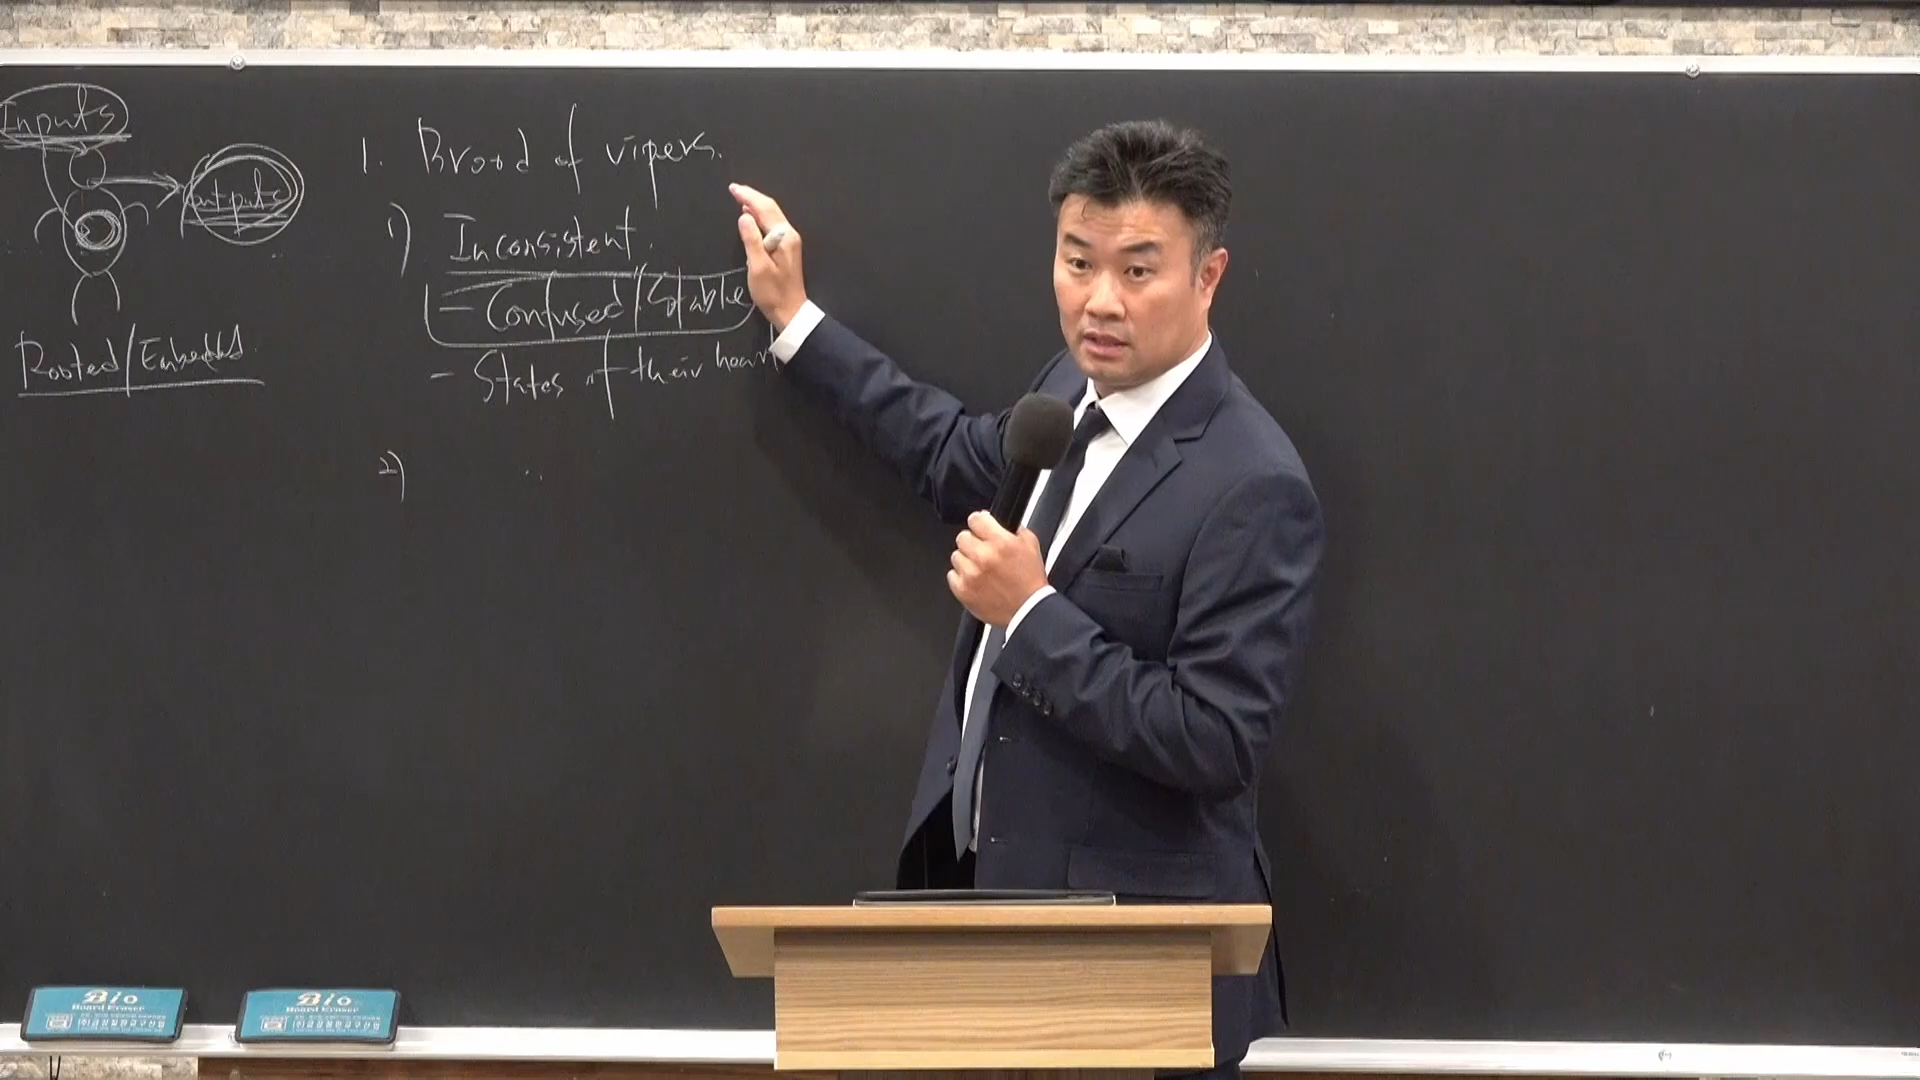 Inputs
outputs
Rooted/Embedded
1. Brood of vipers.
1) Inconsistent.
- Confused/Stable
- States of their heart
2)
Bio
Board Eraser
Bio
Board Eraser